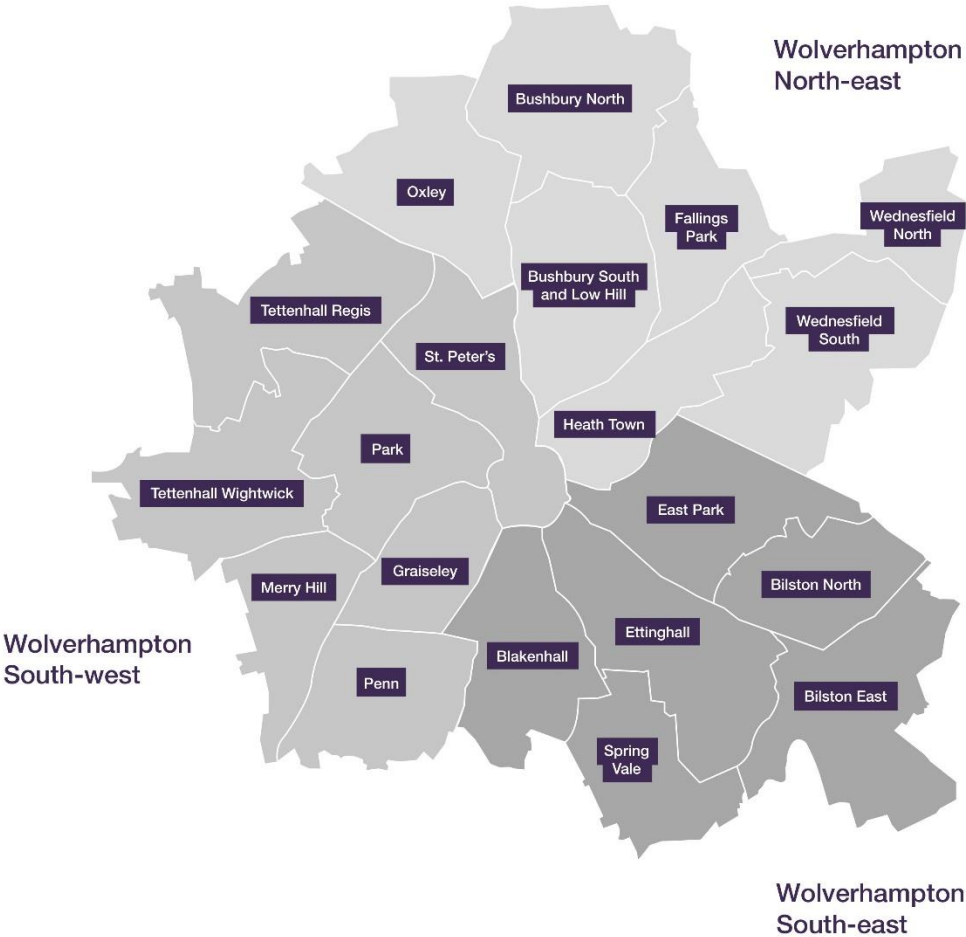 Wolverhampton
North-east
Bushbury North
Oxley
Fallings
Park
Wednesfield
North
Bushbury South
and Low Hill
Tettenhall Regis
Wednesfield
South
St. Peter's
Heath Town
Park
Tettenhall Wightwick
East Park
Graiseley
Merry Hill
Bilston North
Ettinghall
Wolverhampton
South-west
Blakenhall
Penn
Bilston East
Spring
Vale
Wolverhampton
South-east